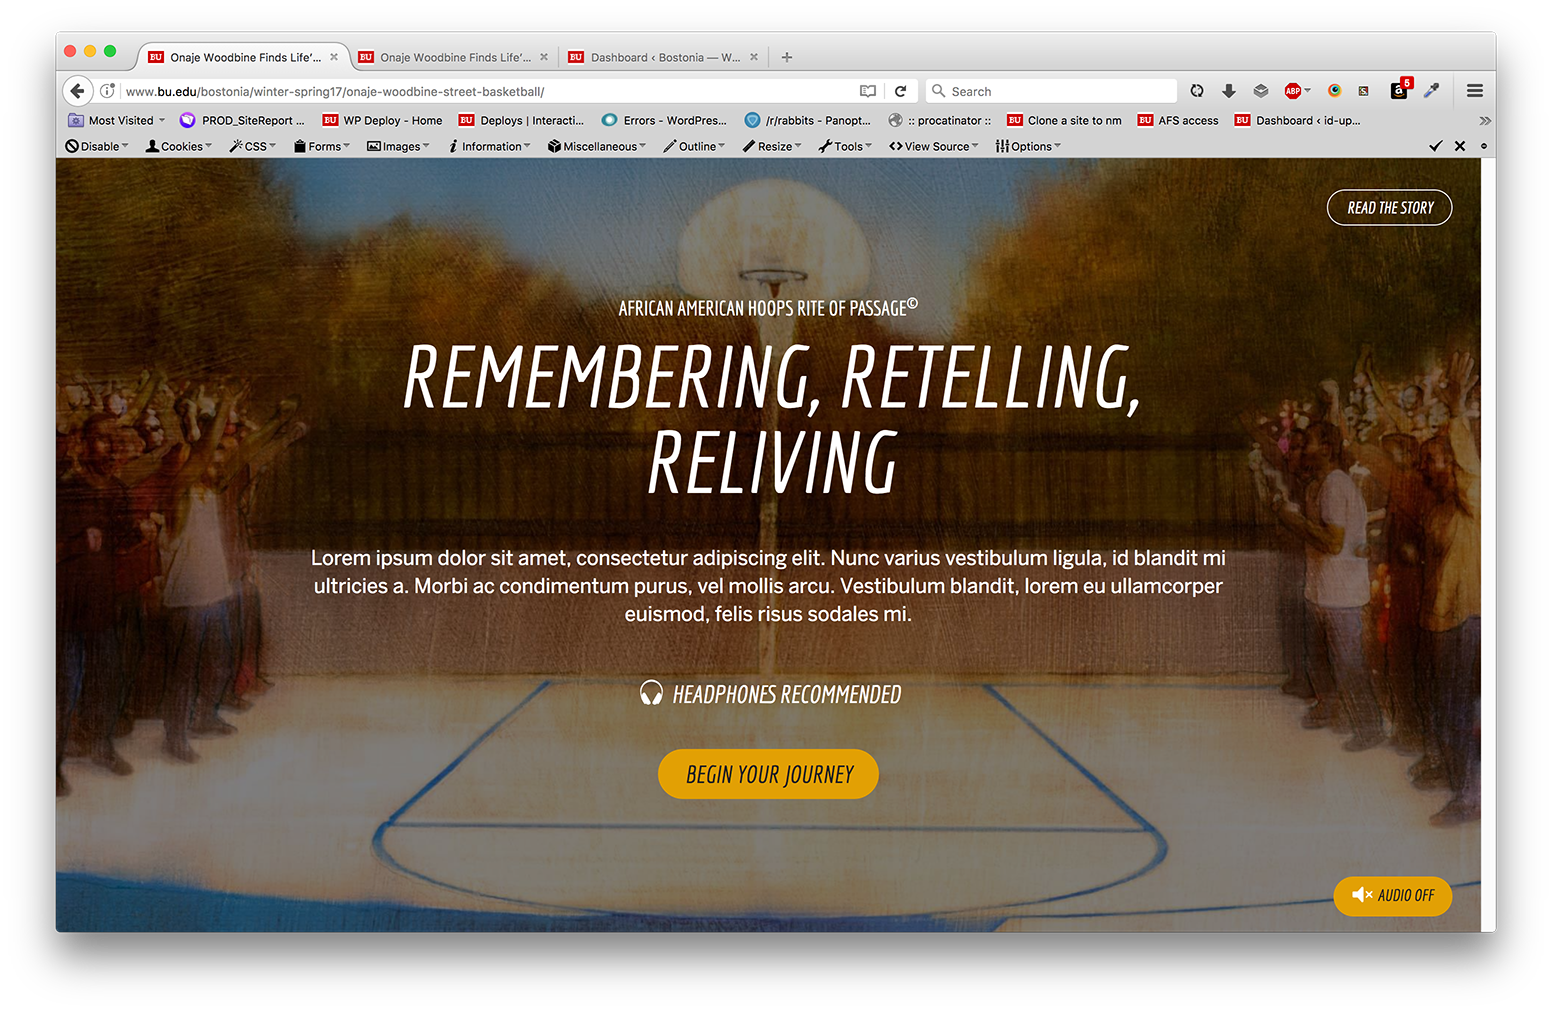 BU Onaje Woodbine Finds Life'...
BU Onaje Woodbine Finds Life'...
BU Dashboard ‹ Bostonia — W...
www.bu.edu/bostonia/winter-spring17/onaje-woodbine-street-basketball/
Search
ABP
S
a
5
Most Visited
PROD_SiteReport ...
BU WP Deploy - Home
BU Deploys | Interacti...
Errors - WordPres...
/r/rabbits - Panopt...
:: procatinator ::
BU Clone a site to nm
BU AFS access
BU Dashboard ‹ id-up...
Disable
Cookies
CSS
Forms
Images
Information
Miscellaneous
Outline
Resize
Tools
View Source
Options
READ THE STORY
AFRICAN AMERICAN HOOPS RITE OF PASSAGE©
REMEMBERING, RETELLING,
RELIVING
Lorem ipsum dolor sit amet, consectetur adipiscing elit. Nunc varius vestibulum ligula, id blandit mi
ultricies a. Morbi ac condimentum purus, vel mollis arcu. Vestibulum blandit, lorem eu ullamcorper
euismod, felis risus sodales mi.
HEADPHONES RECOMMENDED
BEGIN YOUR JOURNEY
AUDIO OFF